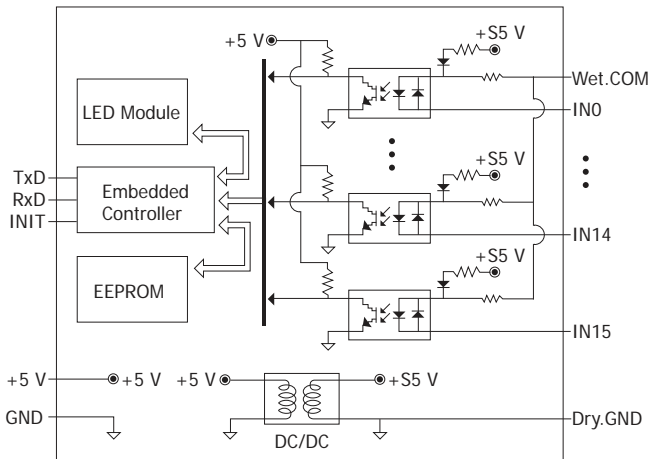 +5 V
+S5 V
Wet.COM
LED Module
IN0
TxD
RxD
INIT
Embedded
Controller
+S5 V
IN14
EEPROM
+S5 V
IN15
+5 V
+5 V
+5 V
+S5 V
GND
Dry.GND
DC/DC